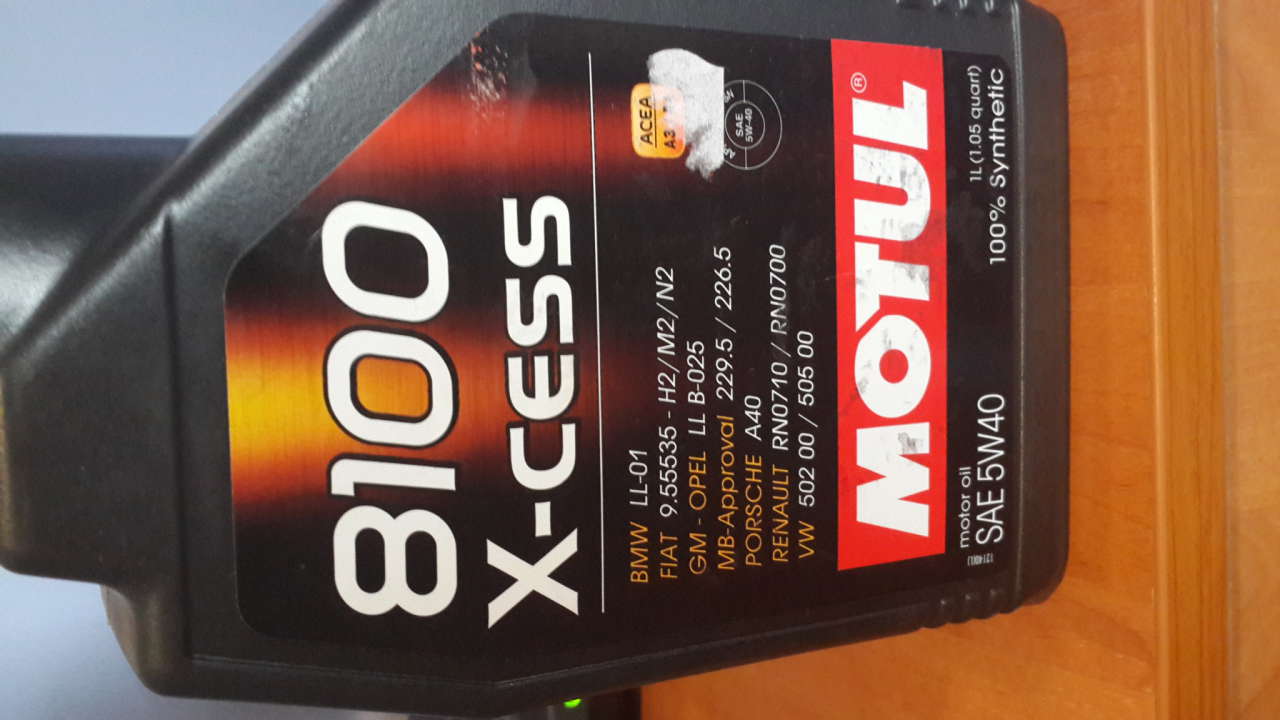 8100
X-CESS
ACEA
A3
SAE
5W-40
BMW LL-01
FIAT 9.55535 - H2/M2/N2
GM - OPEL LL B-025
MB-Approval 229.5 / 226.5
PORSCHE A40
RENAULT RN0710 / RN0700
VW 502 00 / 505 00
MOTUL®
motor oil
SAE 5W40
1L (1.05 quart)
100% Synthetic